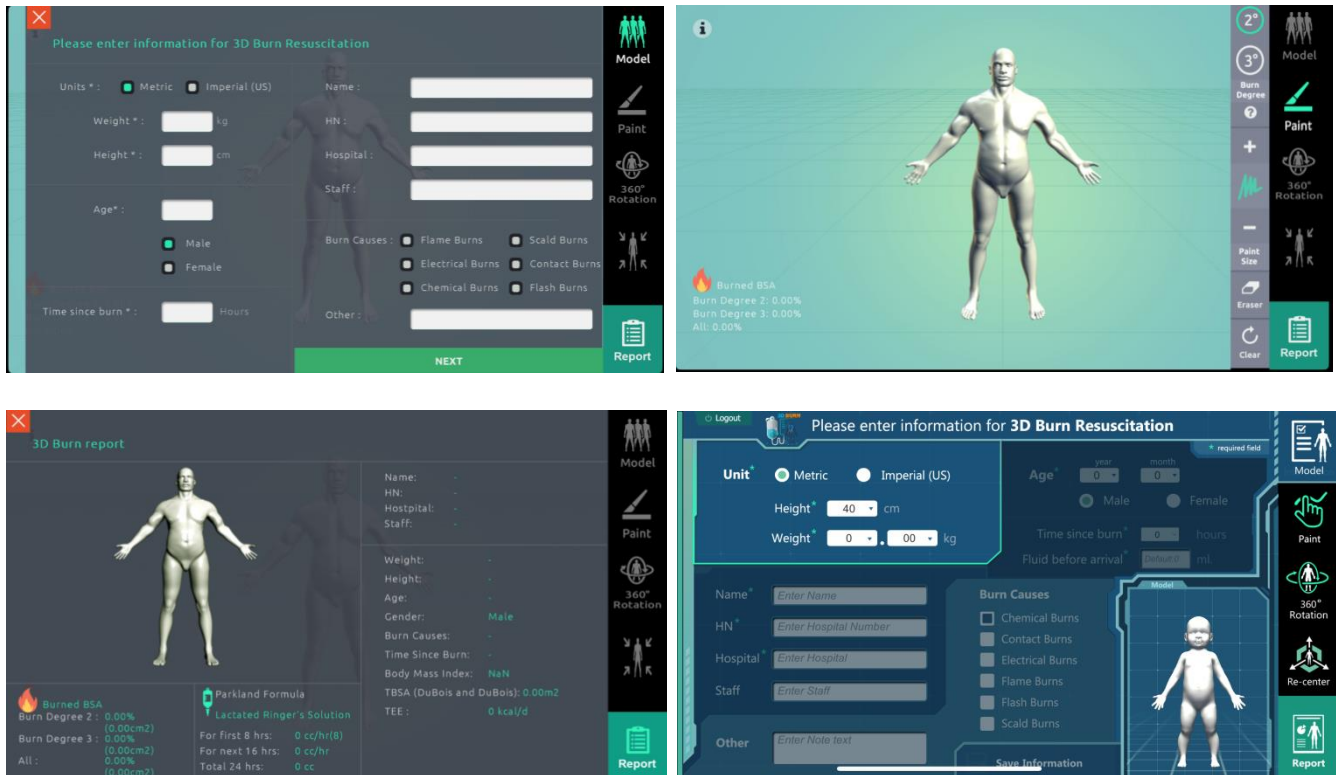 Please enter information for 3D Burn Resuscitation
Units * : Metric Imperial (US)
Weight * : kg
Height * : cm
Age* :
Male
Female
Time since burn * : Hours
Name :
HN :
Hospital :
Staff :
Burn Causes : Flame Burns Scald Burns
Electrical Burns Contact Burns
Chemical Burns Flash Burns
Other :
NEXT
Model
Paint
360°
Rotation
Report
i
Burned BSA
Burn Degree 2: 0.00%
Burn Degree 3: 0.00%
All: 0.00%
2°
3°
Burn
Degree
?
+
−
Paint
Size
Eraser
Clear
Model
Paint
360°
Rotation
Report
3D Burn report
Burned BSA
Burn Degree 2 : 0.00%
(0.00cm2)
Burn Degree 3 : 0.00%
(0.00cm2)
All : 0.00%
(0.00cm2)
Parkland Formula
Lactated Ringer's Solution
For first 8 hrs: 0 cc/hr(8)
For next 16 hrs: 0 cc/hr
Total 24 hrs: 0 cc
Name: -
HN: -
Hostpital: -
Staff: -
Weight: -
Height: -
Age: -
Gender: Male
Burn Causes: -
Time Since Burn: -
Body Mass Index: NaN
TBSA (DuBois and DuBois): 0.00m2
TEE : 0 kcal/d
Model
Paint
360°
Rotation
Report
Logout
Please enter information for 3D Burn Resuscitation
* required field
Unit* Metric Imperial (US)
Height* 40 cm
Weight* 0 . 00 kg
year month
Age* 0 0
Male Female
Time since burn* 0 hours
Fluid before arrival* Default 0 ml.
Name* Enter Name
HN* Enter Hospital Number
Hospital* Enter Hospital
Staff Enter Staff
Other Enter Note text
Burn Causes
Chemical Burns
Contact Burns
Electrical Burns
Flame Burns
Flash Burns
Scald Burns
Save Information
Model
Model
Paint
360°
Rotation
Re-center
Report